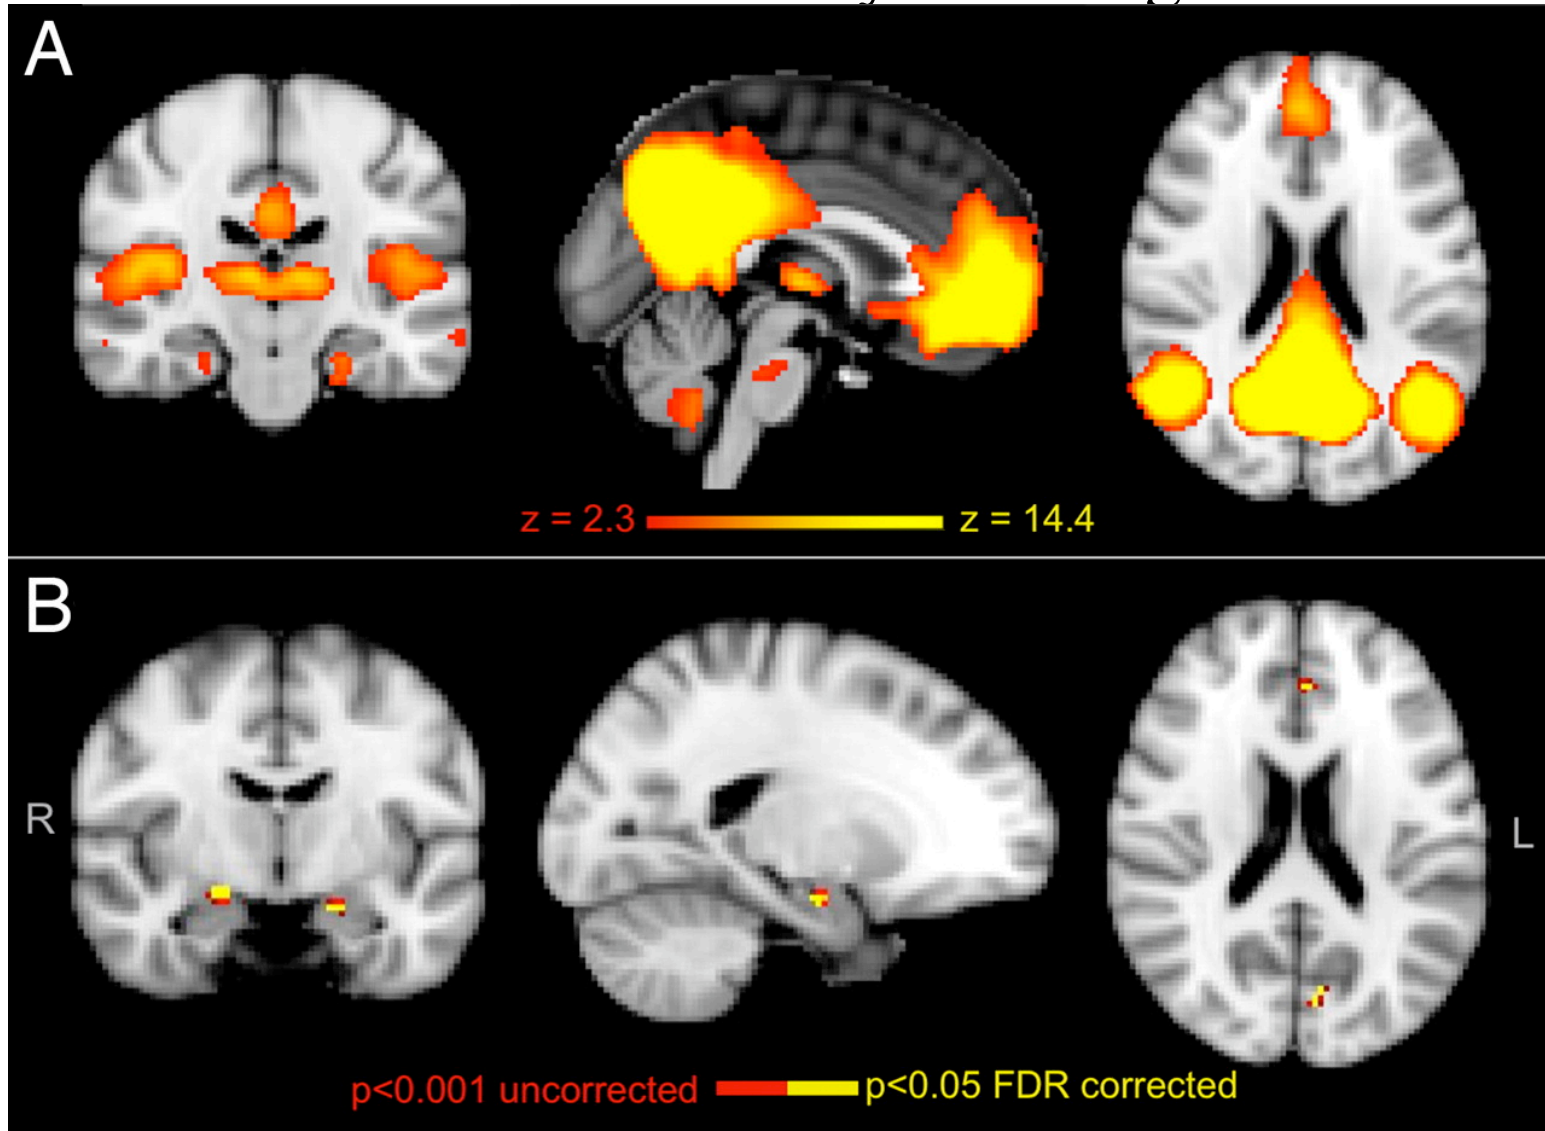 A
z = 2.3 z = 14.4
B
R
L
p<0.001 uncorrected p<0.05 FDR corrected